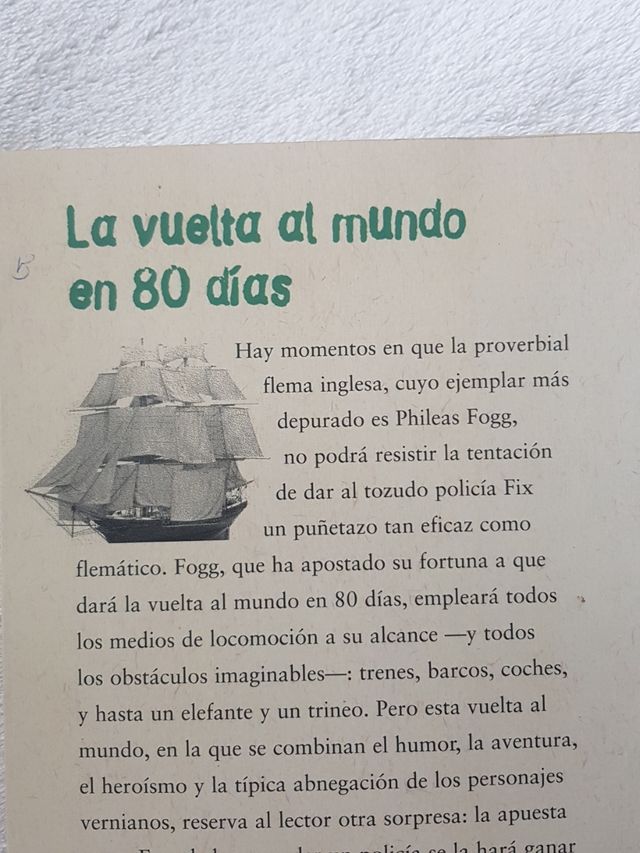 La vuelta al mundo
en 80 días
Hay momentos en que la proverbial
flema inglesa, cuyo ejemplar más
depurado es Phileas Fogg,
no podrá resistir la tentación
de dar al tozudo policía Fix
un puñetazo tan eficaz como
flemático. Fogg, que ha apostado su fortuna a que
dará la vuelta al mundo en 80 días, empleará todos
los medios de locomoción a su alcance —y todos
los obstáculos imaginables—: trenes, barcos, coches,
y hasta un elefante y un trineo. Pero esta vuelta al
mundo, en la que se combinan el humor, la aventura,
el heroísmo y la típica abnegación de los personajes
vernianos, reserva al lector otra sorpresa: la apuesta
policía se la hará ganar